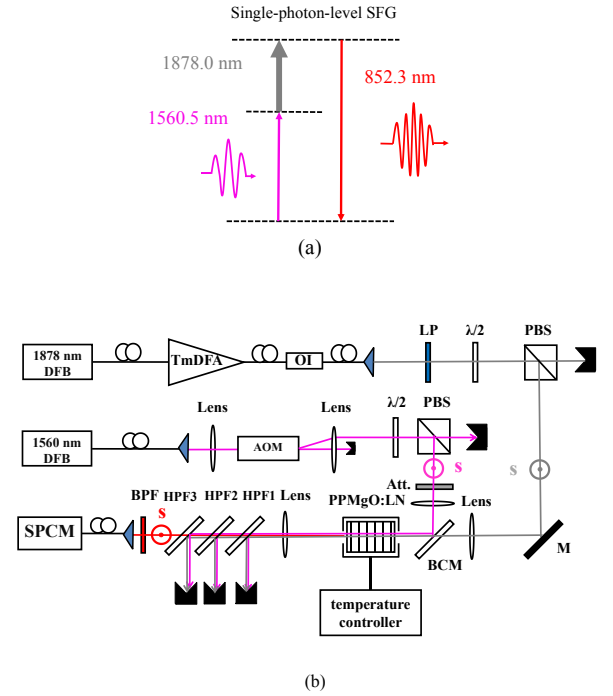 Single-photon-level SFG
1878.0 nm
852.3 nm
1560.5 nm
(a)
LP λ/2 PBS
1878 nm
DFB
TmDFA
OI
Lens Lens λ/2 PBS
1560 nm
DFB
AOM
S
S
Att.
BPF HPF3 HPF2 HPF1 Lens PPMgO:LN Lens
S
SPCM
BCM
M
temperature
controller
(b)